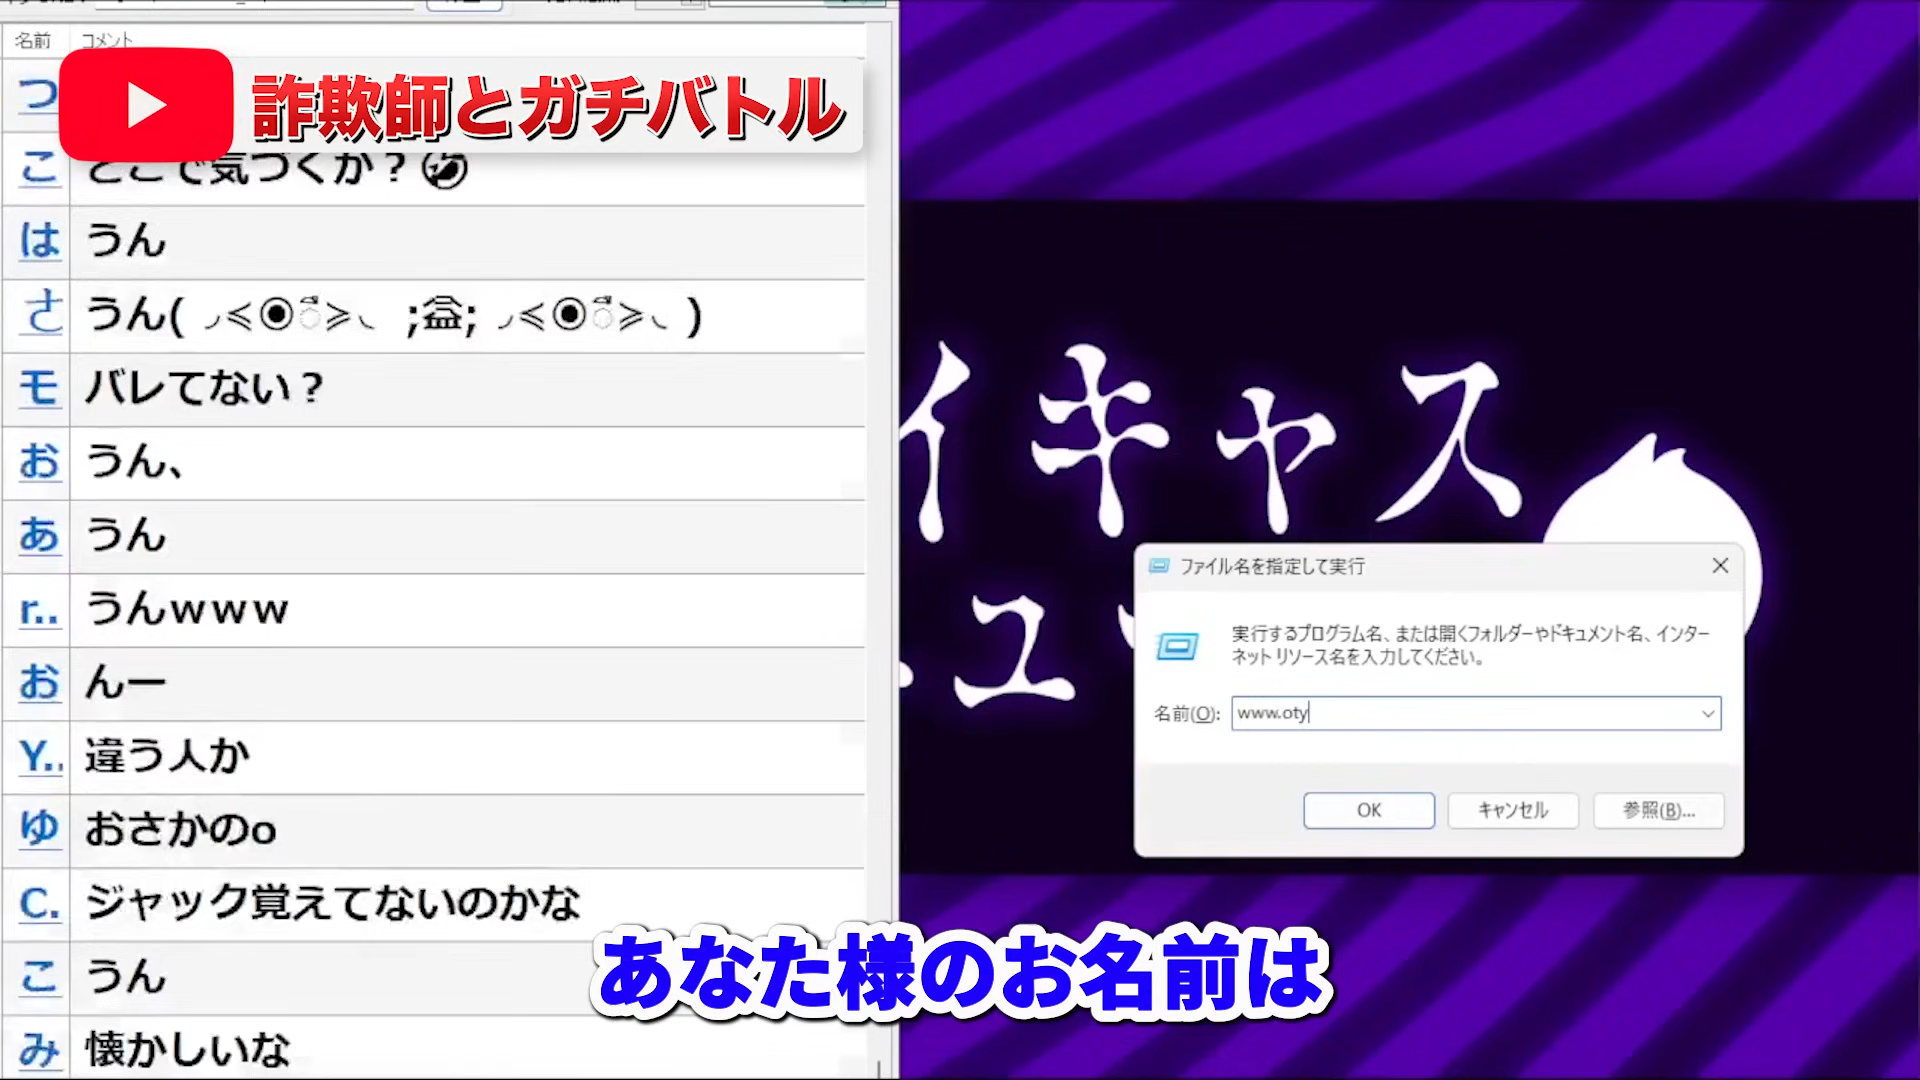 名前 コメント
詐欺師とガチバトル
つ
こ どこで気づくか？
は うん
さ うん(
モ バレてない？
お うん、
あ うん
r.. うんｗｗｗ
お んー
Y.. 違う人か
ゆ おさかのo
C. ジャック覚えてないのかな
こ うん
み 懐かしいな
イキャス
ュ
ファイル名を指定して実行
実行するプログラム名、または開くフォルダーやドキュメント名、インター
ネット リソース名を入力してください。
名前(O): www.oty
OK キャンセル 参照(B)...
あなた様のお名前は